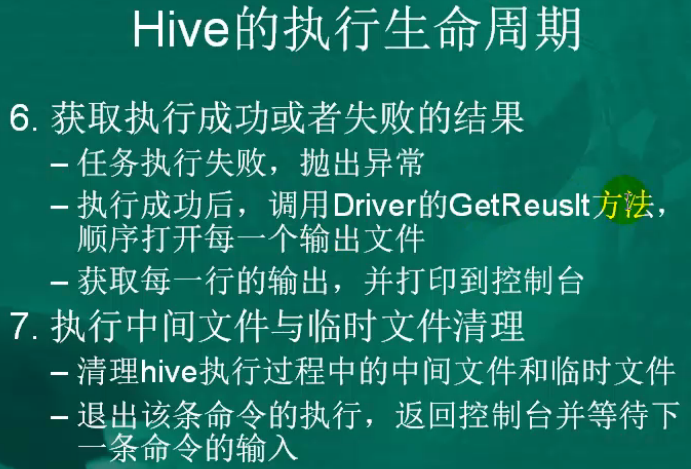 Hive的执行生命周期
6. 获取执行成功或者失败的结果
– 任务执行失败，抛出异常
– 执行成功后，调用Driver的GetReuslt方法，
顺序打开每一个输出文件
– 获取每一行的输出，并打印到控制台
7. 执行中间文件与临时文件清理
– 清理hive执行过程中的中间文件和临时文件
– 退出该条命令的执行，返回控制台并等待下
一条命令的输入